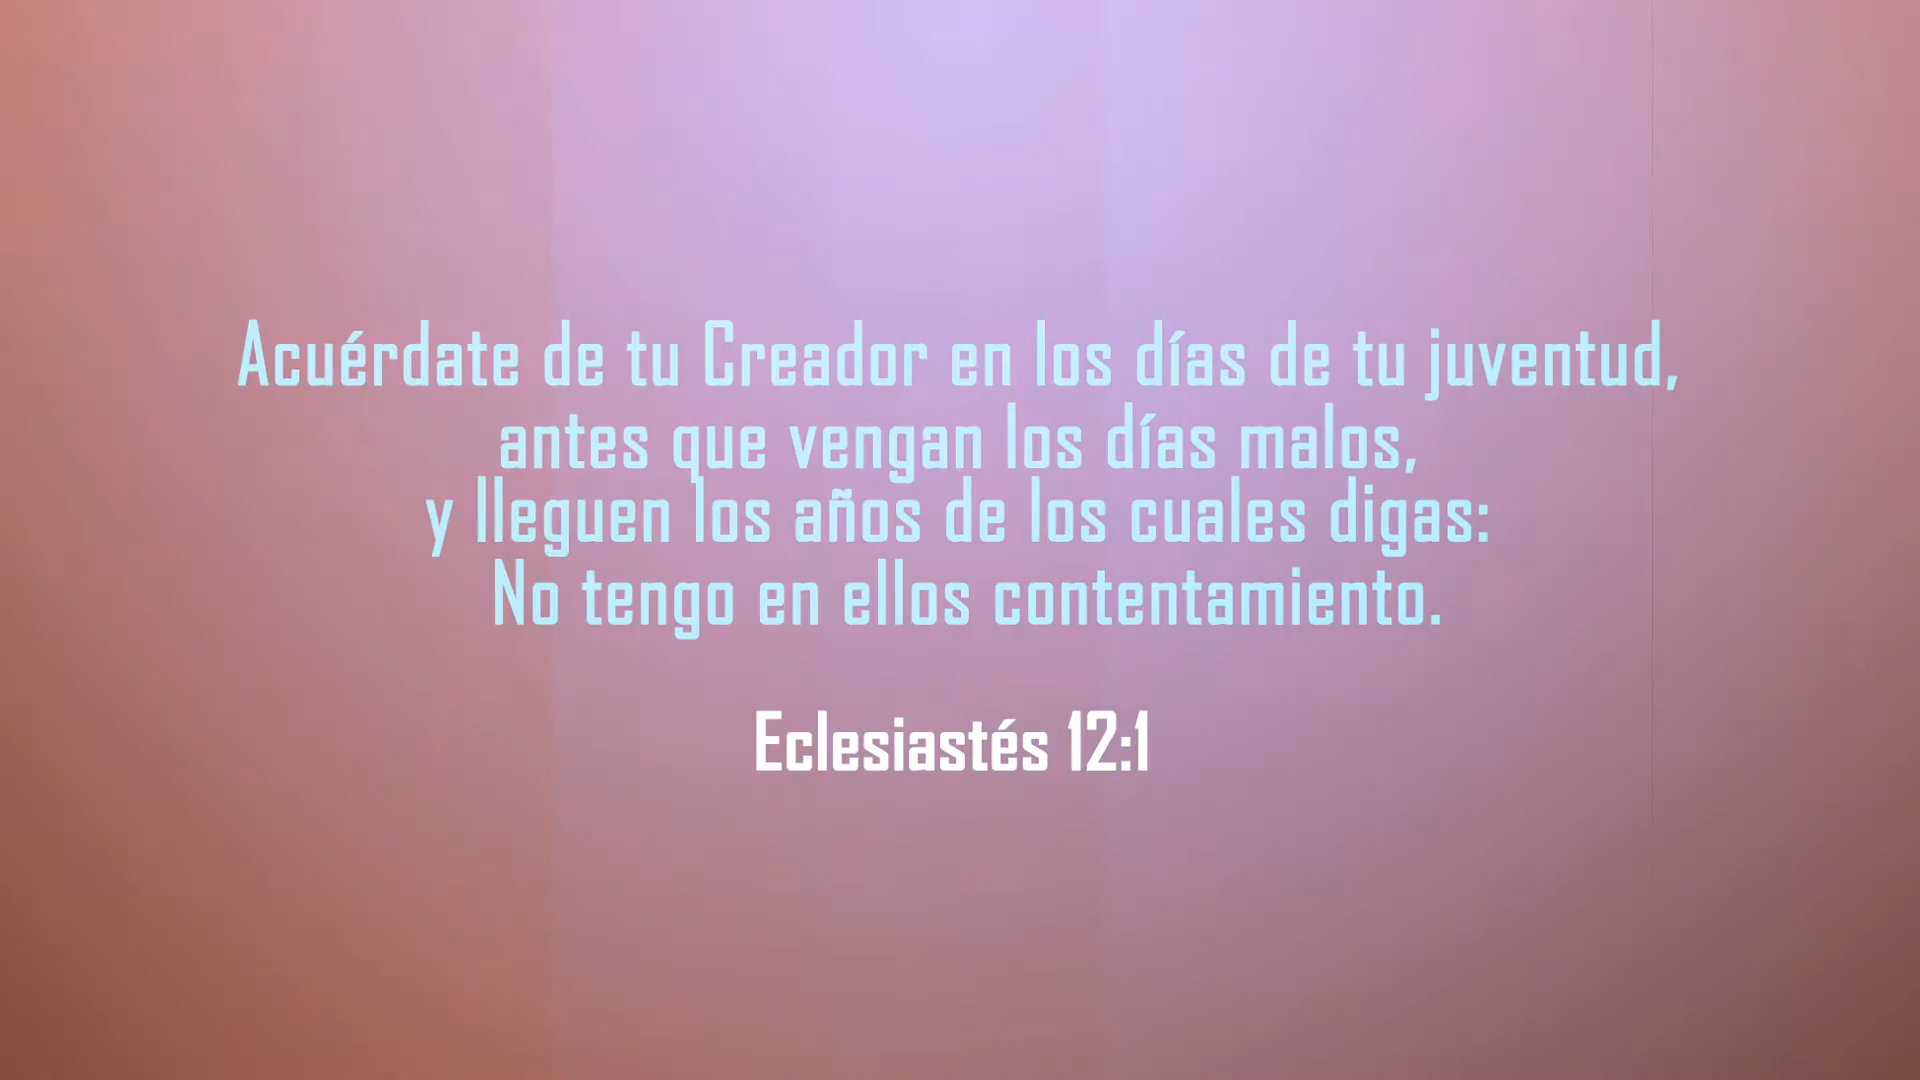 Acuérdate de tu Creador en los días de tu juventud,
antes que vengan los días malos,
y lleguen los años de los cuales digas:
No tengo en ellos contentamiento.
Eclesiastés 12:1